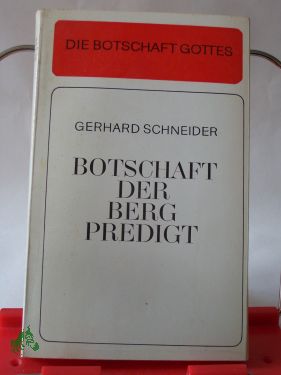 DIE BOTSCHAFT GOTTES
GERHARD SCHNEIDER
BOTSCHAFT
DER
BERG
PREDIGT